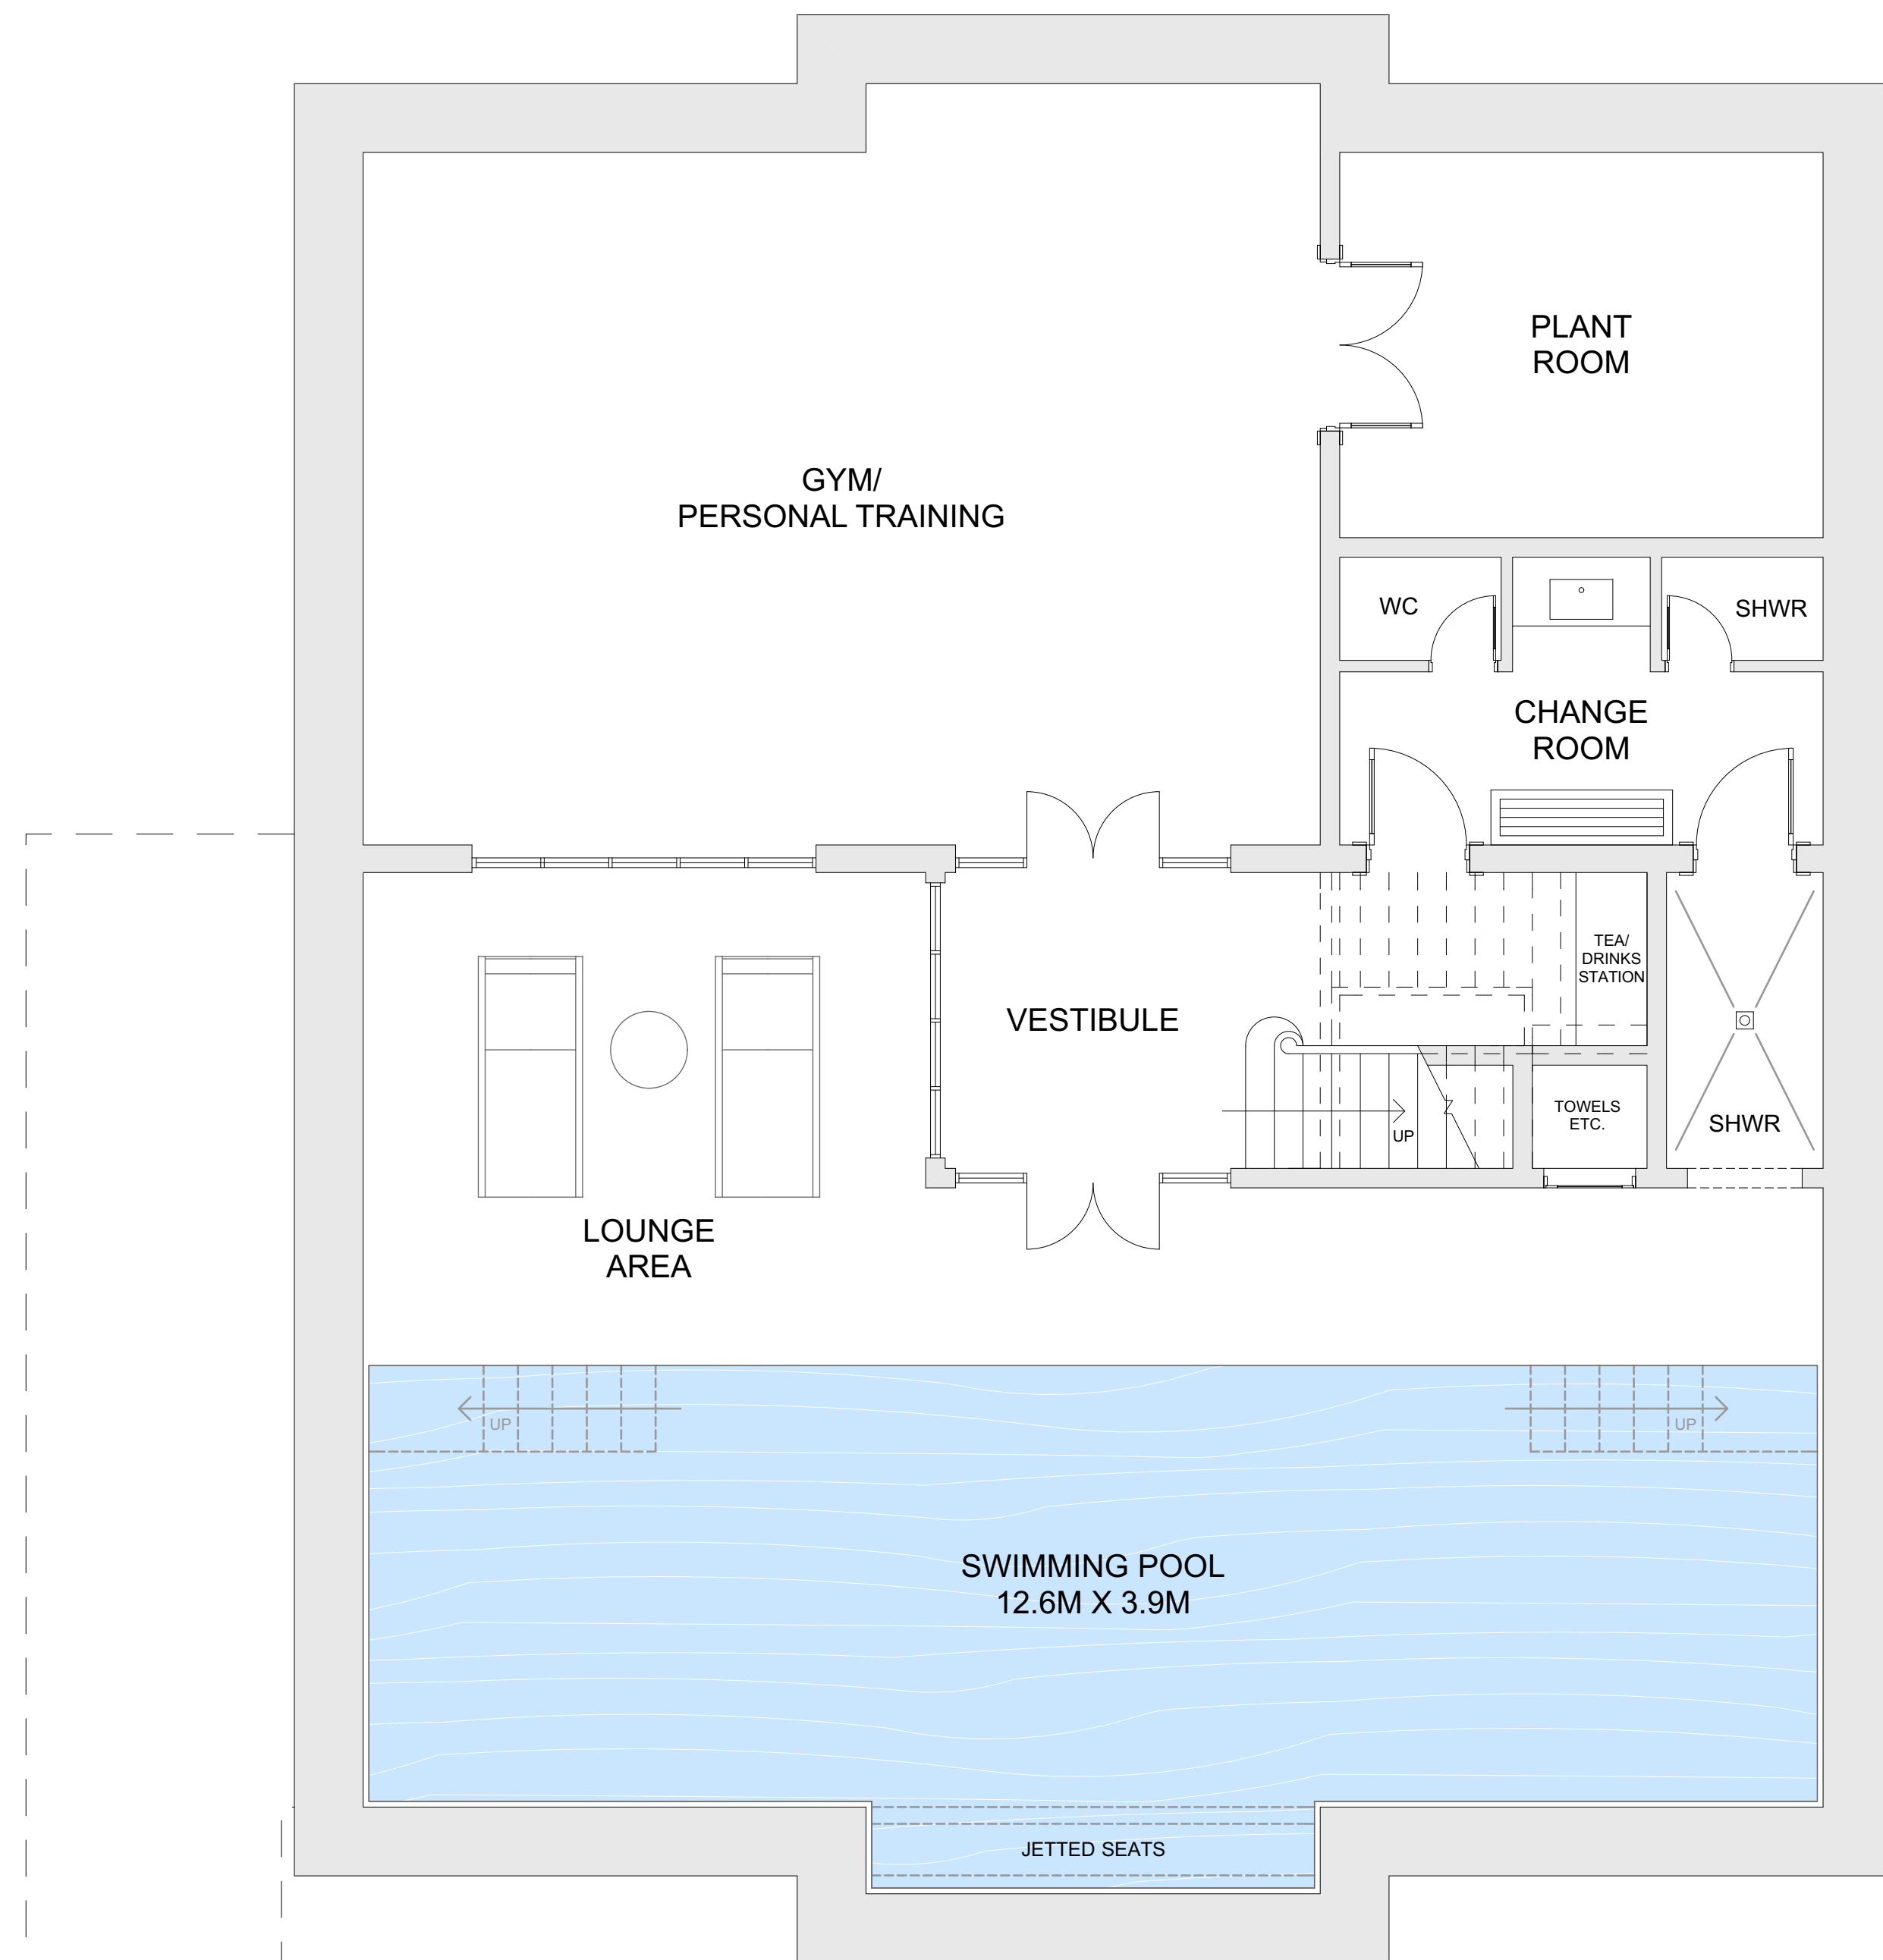 PLANT
ROOM
GYM/
PERSONAL TRAINING
WC
SHWR
CHANGE
ROOM
TEA/
DRINKS
STATION
VESTIBULE
TOWELS
ETC.
SHWR
UP
LOUNGE
AREA
UP
UP
SWIMMING POOL
12.6M X 3.9M
JETTED SEATS